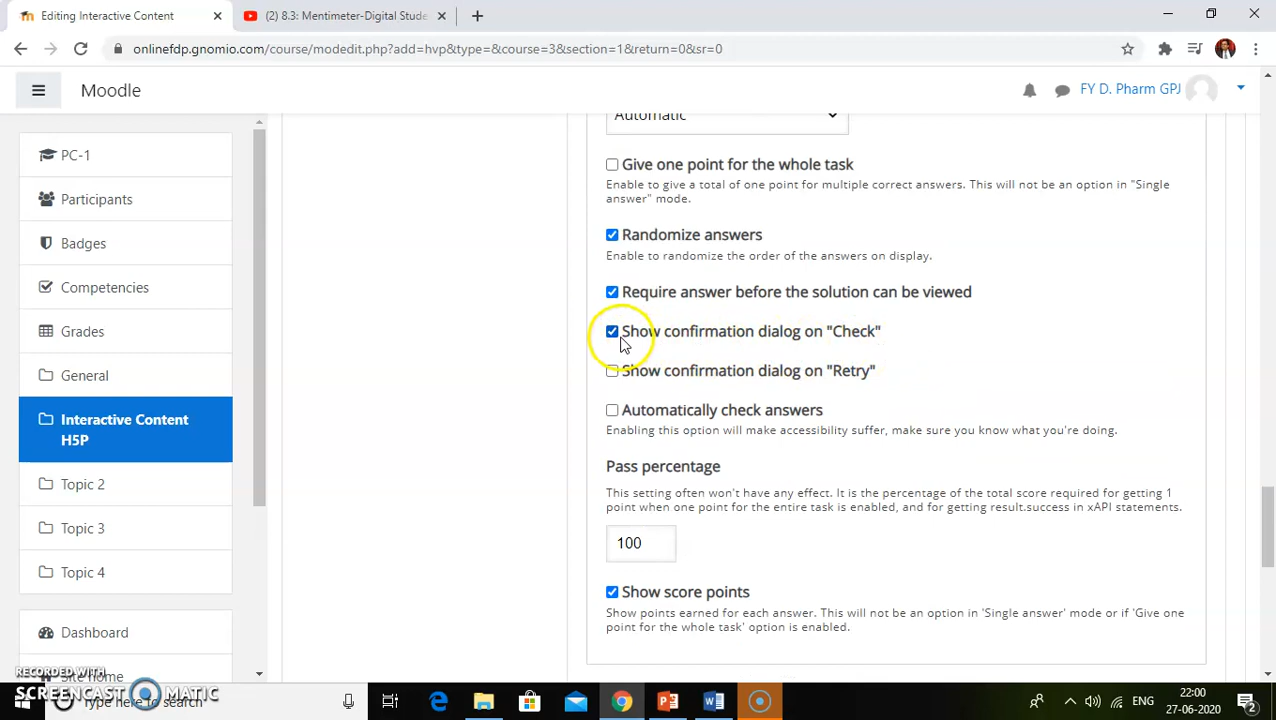 Editing Interactive Content
(2) 8.3: Mentimeter-Digital Stude
onlinefdp.gnomio.com/course/modedit.php?add=hvp&type=&course=3&section=1&return=0&sr=0
Moodle
FY D. Pharm GPJ
PC-1
Participants
Badges
Competencies
Grades
General
Interactive Content
H5P
Topic 2
Topic 3
Topic 4
Dashboard
Site home
Automatic
Give one point for the whole task
Enable to give a total of one point for multiple correct answers. This will not be an option in "Single
answer" mode.
Randomize answers
Enable to randomize the order of the answers on display.
Require answer before the solution can be viewed
Show confirmation dialog on "Check"
Show confirmation dialog on "Retry"
Automatically check answers
Enabling this option will make accessibility suffer, make sure you know what you're doing.
Pass percentage
This setting often won't have any effect. It is the percentage of the total score required for getting 1
point when one point for the entire task is enabled, and for getting result.success in xAPI statements.
100
Show score points
Show points earned for each answer. This will not be an option in 'Single answer' mode or if 'Give one
point for the whole task' option is enabled.
RECORDED WITH
SCREENCAST MATIC
Type here to search
ENG
22:00
27-06-2020
2